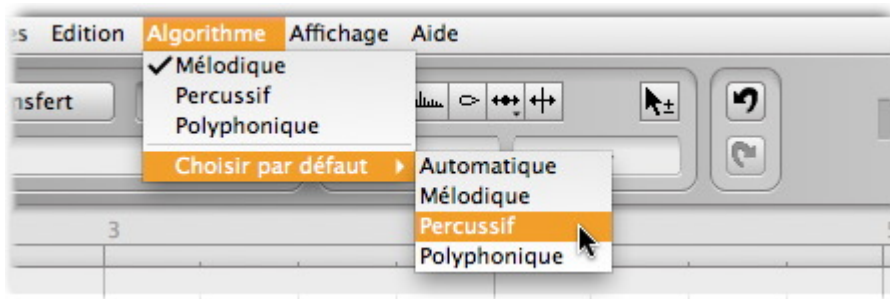 Edition Algorithme Affichage Aide
✓Mélodique
Percussif
Polyphonique
Choisir par défaut
Automatique
Mélodique
Percussif
Polyphonique
3